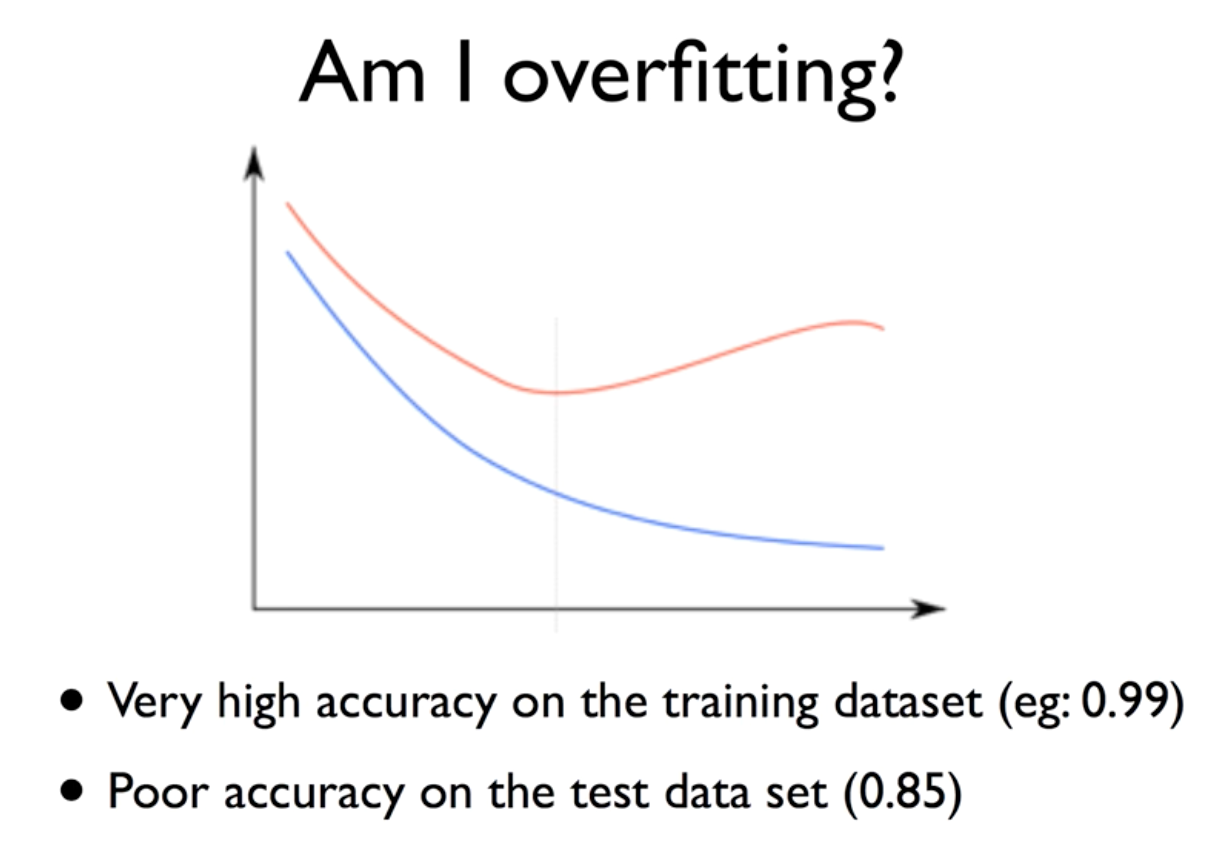 Am I overfitting?
• Very high accuracy on the training dataset (eg: 0.99)
• Poor accuracy on the test data set (0.85)